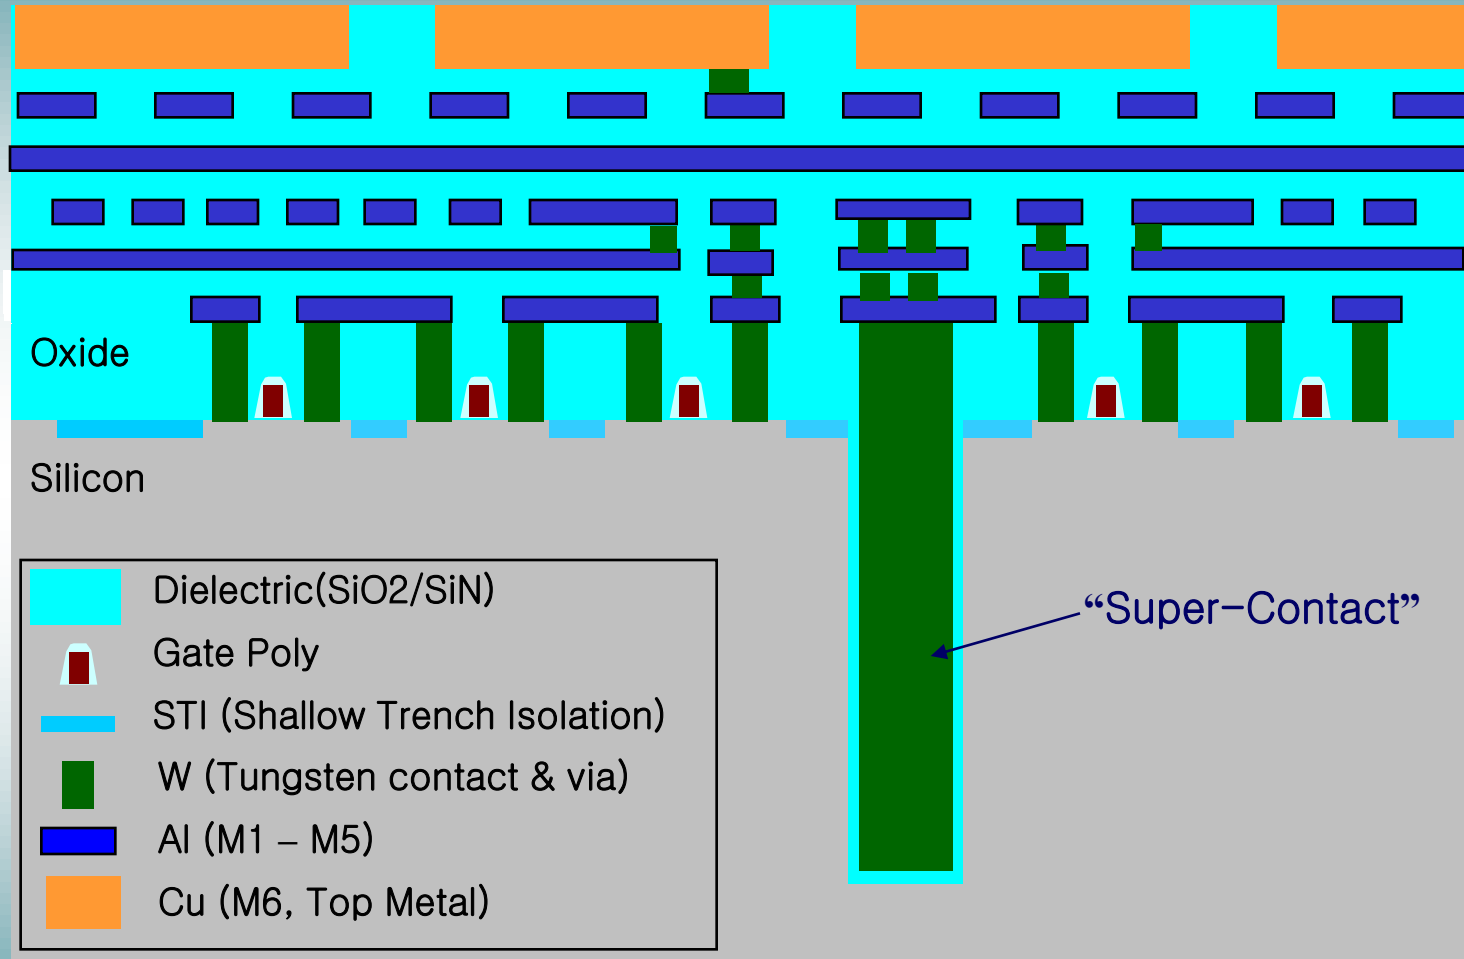 Oxide
Silicon
Dielectric(SiO2/SiN)
Gate Poly
STI (Shallow Trench Isolation)
W (Tungsten contact & via)
Al (M1 – M5)
Cu (M6, Top Metal)
“Super-Contact”